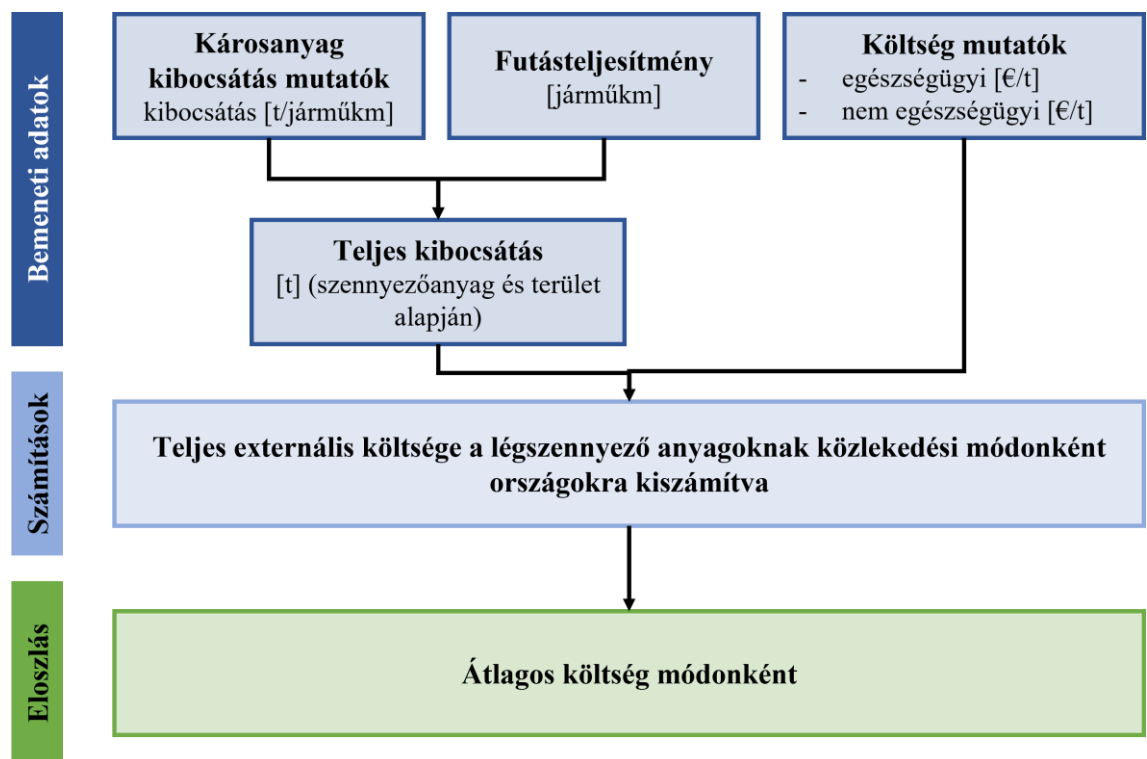 Bemeneti adatok
Károsanyag
kibocsátás mutatók
kibocsátás [t/járműkm]
Futásteljesítmény
[járműkm]
Költség mutatók
- egészségügyi [€/t]
- nem egészségügyi [€/t]
Teljes kibocsátás
[t] (szennyezőanyag és terület
alapján)
Számítások
Teljes externális költsége a légszennyező anyagoknak közlekedési módonként
országokra kiszámítva
Eloszlás
Átlagos költség módonként